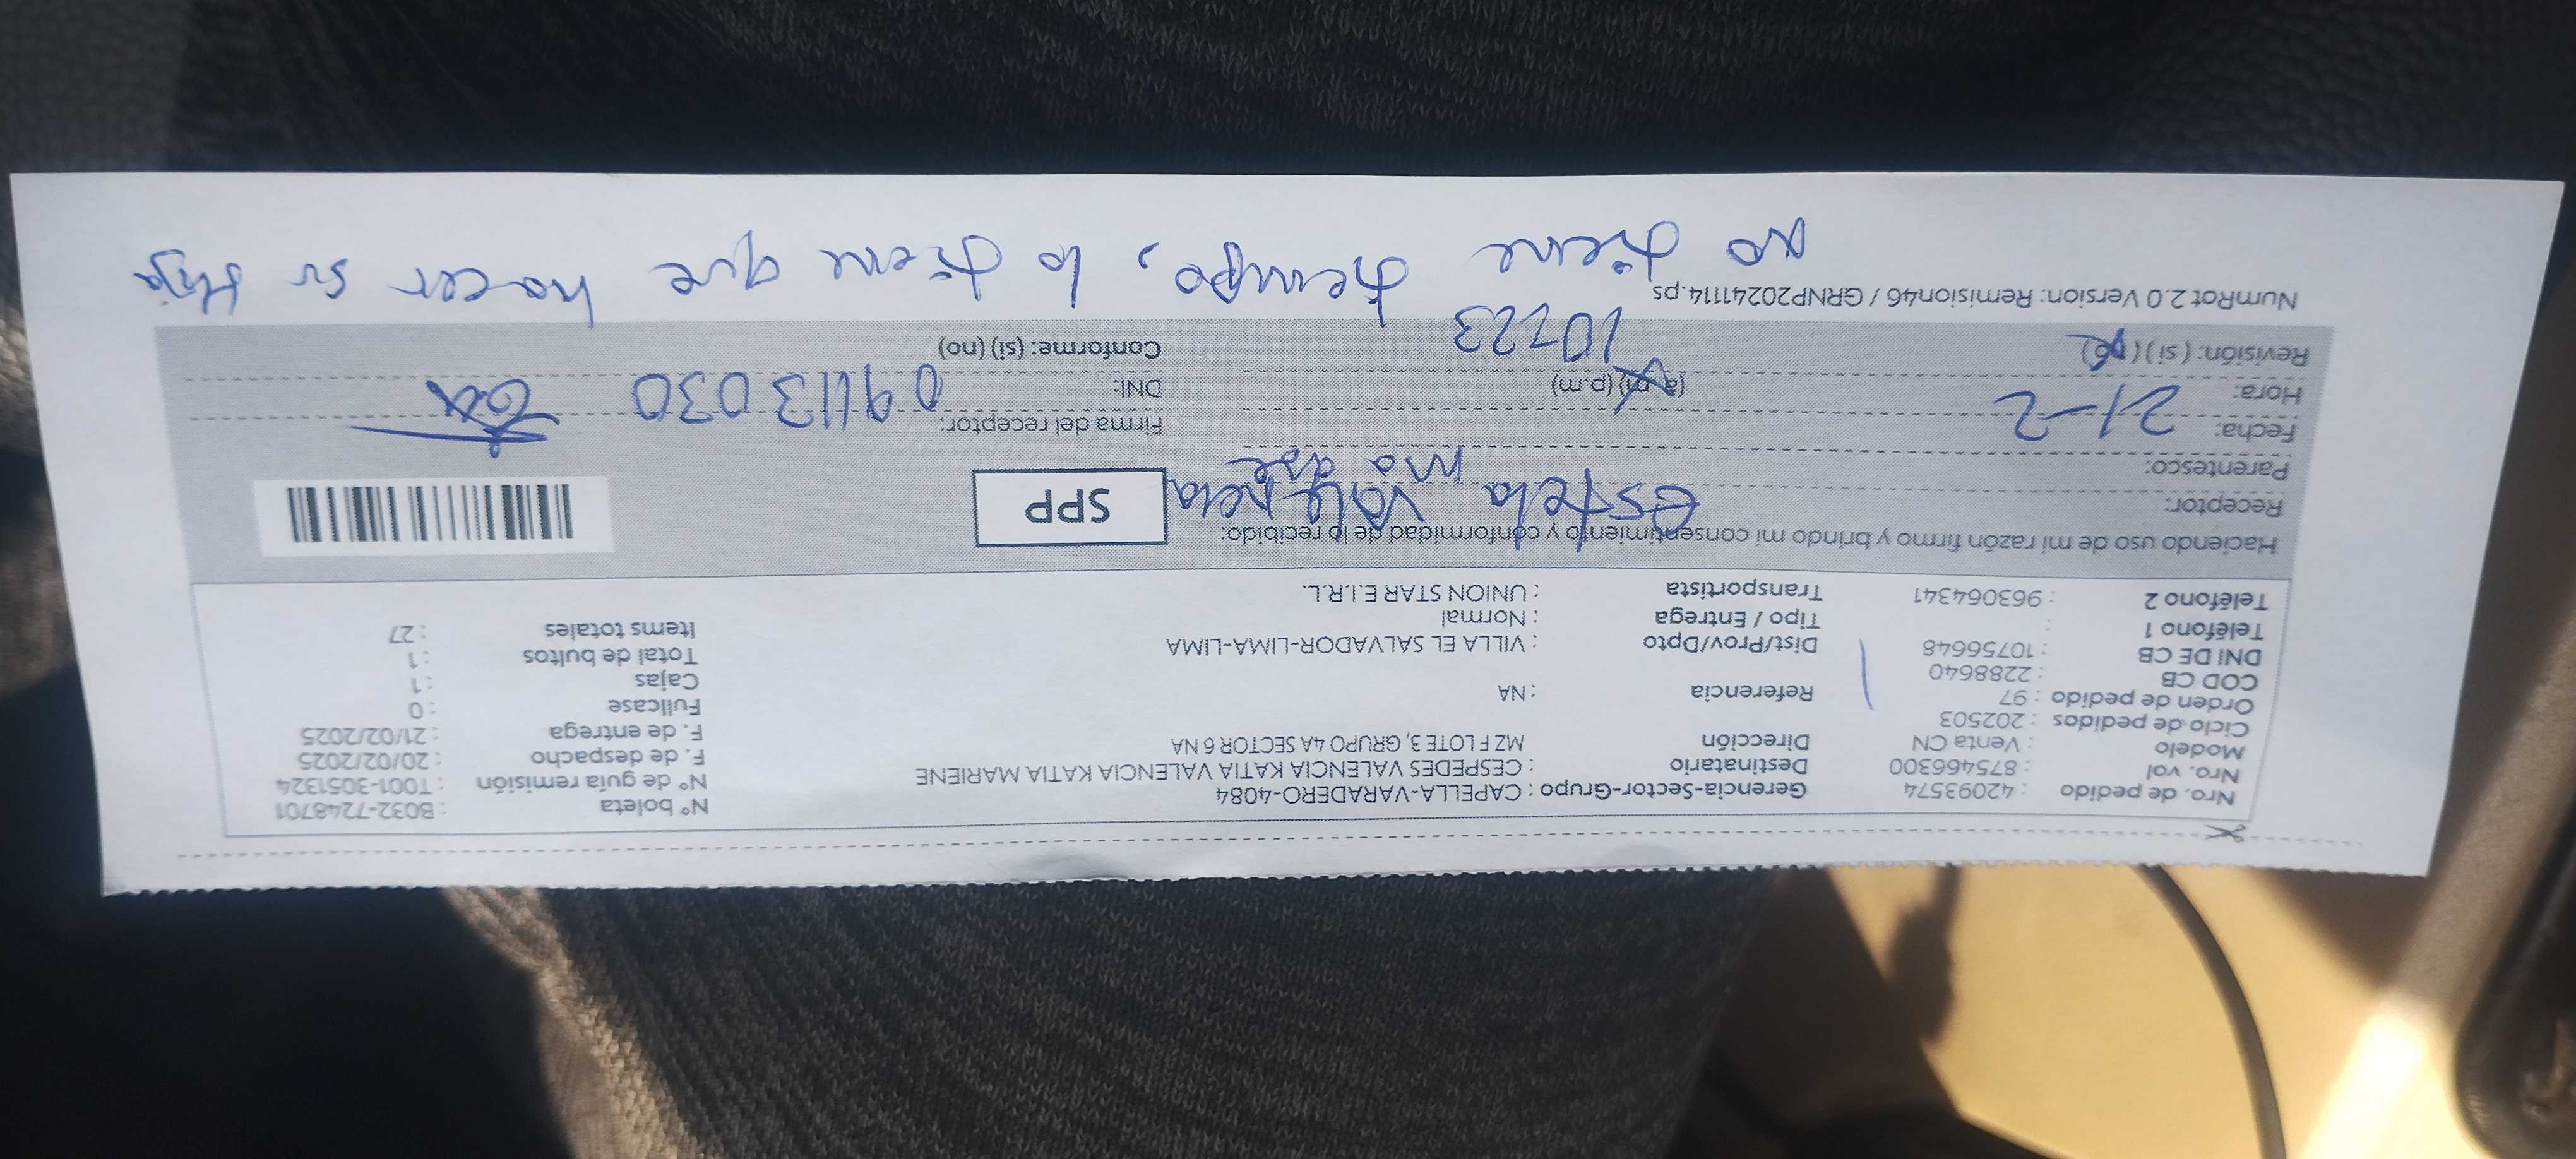 Nro. de pedido : 42093574
Nro. vol : 875466300
Modelo : Venta CN
Ciclo de pedidos : 202503
Orden de pedido : 97
COD CB : 2288640
DNI DE CB : 10756648
Teléfono 1 :
Teléfono 2 : 963064341
Gerencia-Sector-Grupo : CAPELLA-VARADERO-4084
Destinatario : CESPEDES VALENCIA KATIA VALENCIA KATIA MARIENE
Dirección MZ F LOTE 3, GRUPO 4A SECTOR 6 NA
Referencia : NA
Dist/Prov/Dpto : VILLA EL SALVADOR-LIMA-LIMA
Tipo / Entrega : Normal
Transportista : UNION STAR E.I.R.L.
N° boleta : B032-7248701
N° de guía remisión : T001-3051324
F. de despacho : 20/02/2025
F. de entrega : 21/02/2025
Fullcase : 0
Cajas : 1
Total de bultos : 1
Items totales : 27
Haciendo uso de mi razón firmo y brindo mi consentimiento y conformidad de lo recibido:
Receptor: estela Valencia
Parentesco: madre
Fecha: 21-2
Hora: (a.m) (p.m) 10723
Revisión: (si) (no)
SPP
Firma del receptor:
DNI: 09113030
Conforme: (si) (no)
NumRot 2.0 Version: Remision46 / GRNP20241114.ps
no tiene tiempo, lo tiene que hacer su Hija